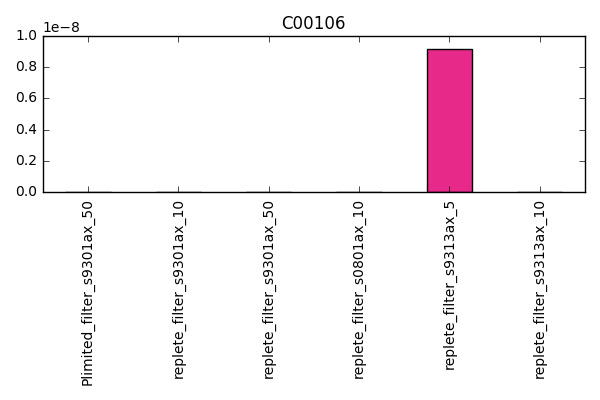 C00106
1e−8
1.0
0.8
0.6
0.4
0.2
0.0
Plimited_filter_s9301ax_50
replete_filter_s9301ax_10
replete_filter_s9301ax_50
replete_filter_s0801ax_10
replete_filter_s9313ax_5
replete_filter_s9313ax_10